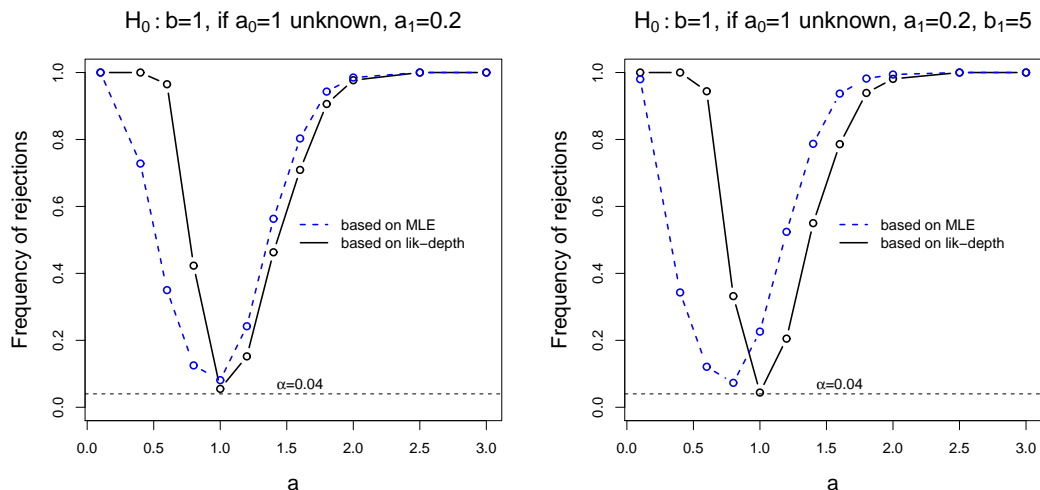 H₀ : b=1, if a₀=1 unknown, a₁=0.2
Frequency of rejections
1.0
0.8
0.6
0.4
0.2
0.0
based on MLE
based on lik−depth
α=0.04
0.0 0.5 1.0 1.5 2.0 2.5 3.0
a
H₀ : b=1, if a₀=1 unknown, a₁=0.2, b₁=5
Frequency of rejections
1.0
0.8
0.6
0.4
0.2
0.0
based on MLE
based on lik−depth
α=0.04
0.0 0.5 1.0 1.5 2.0 2.5 3.0
a